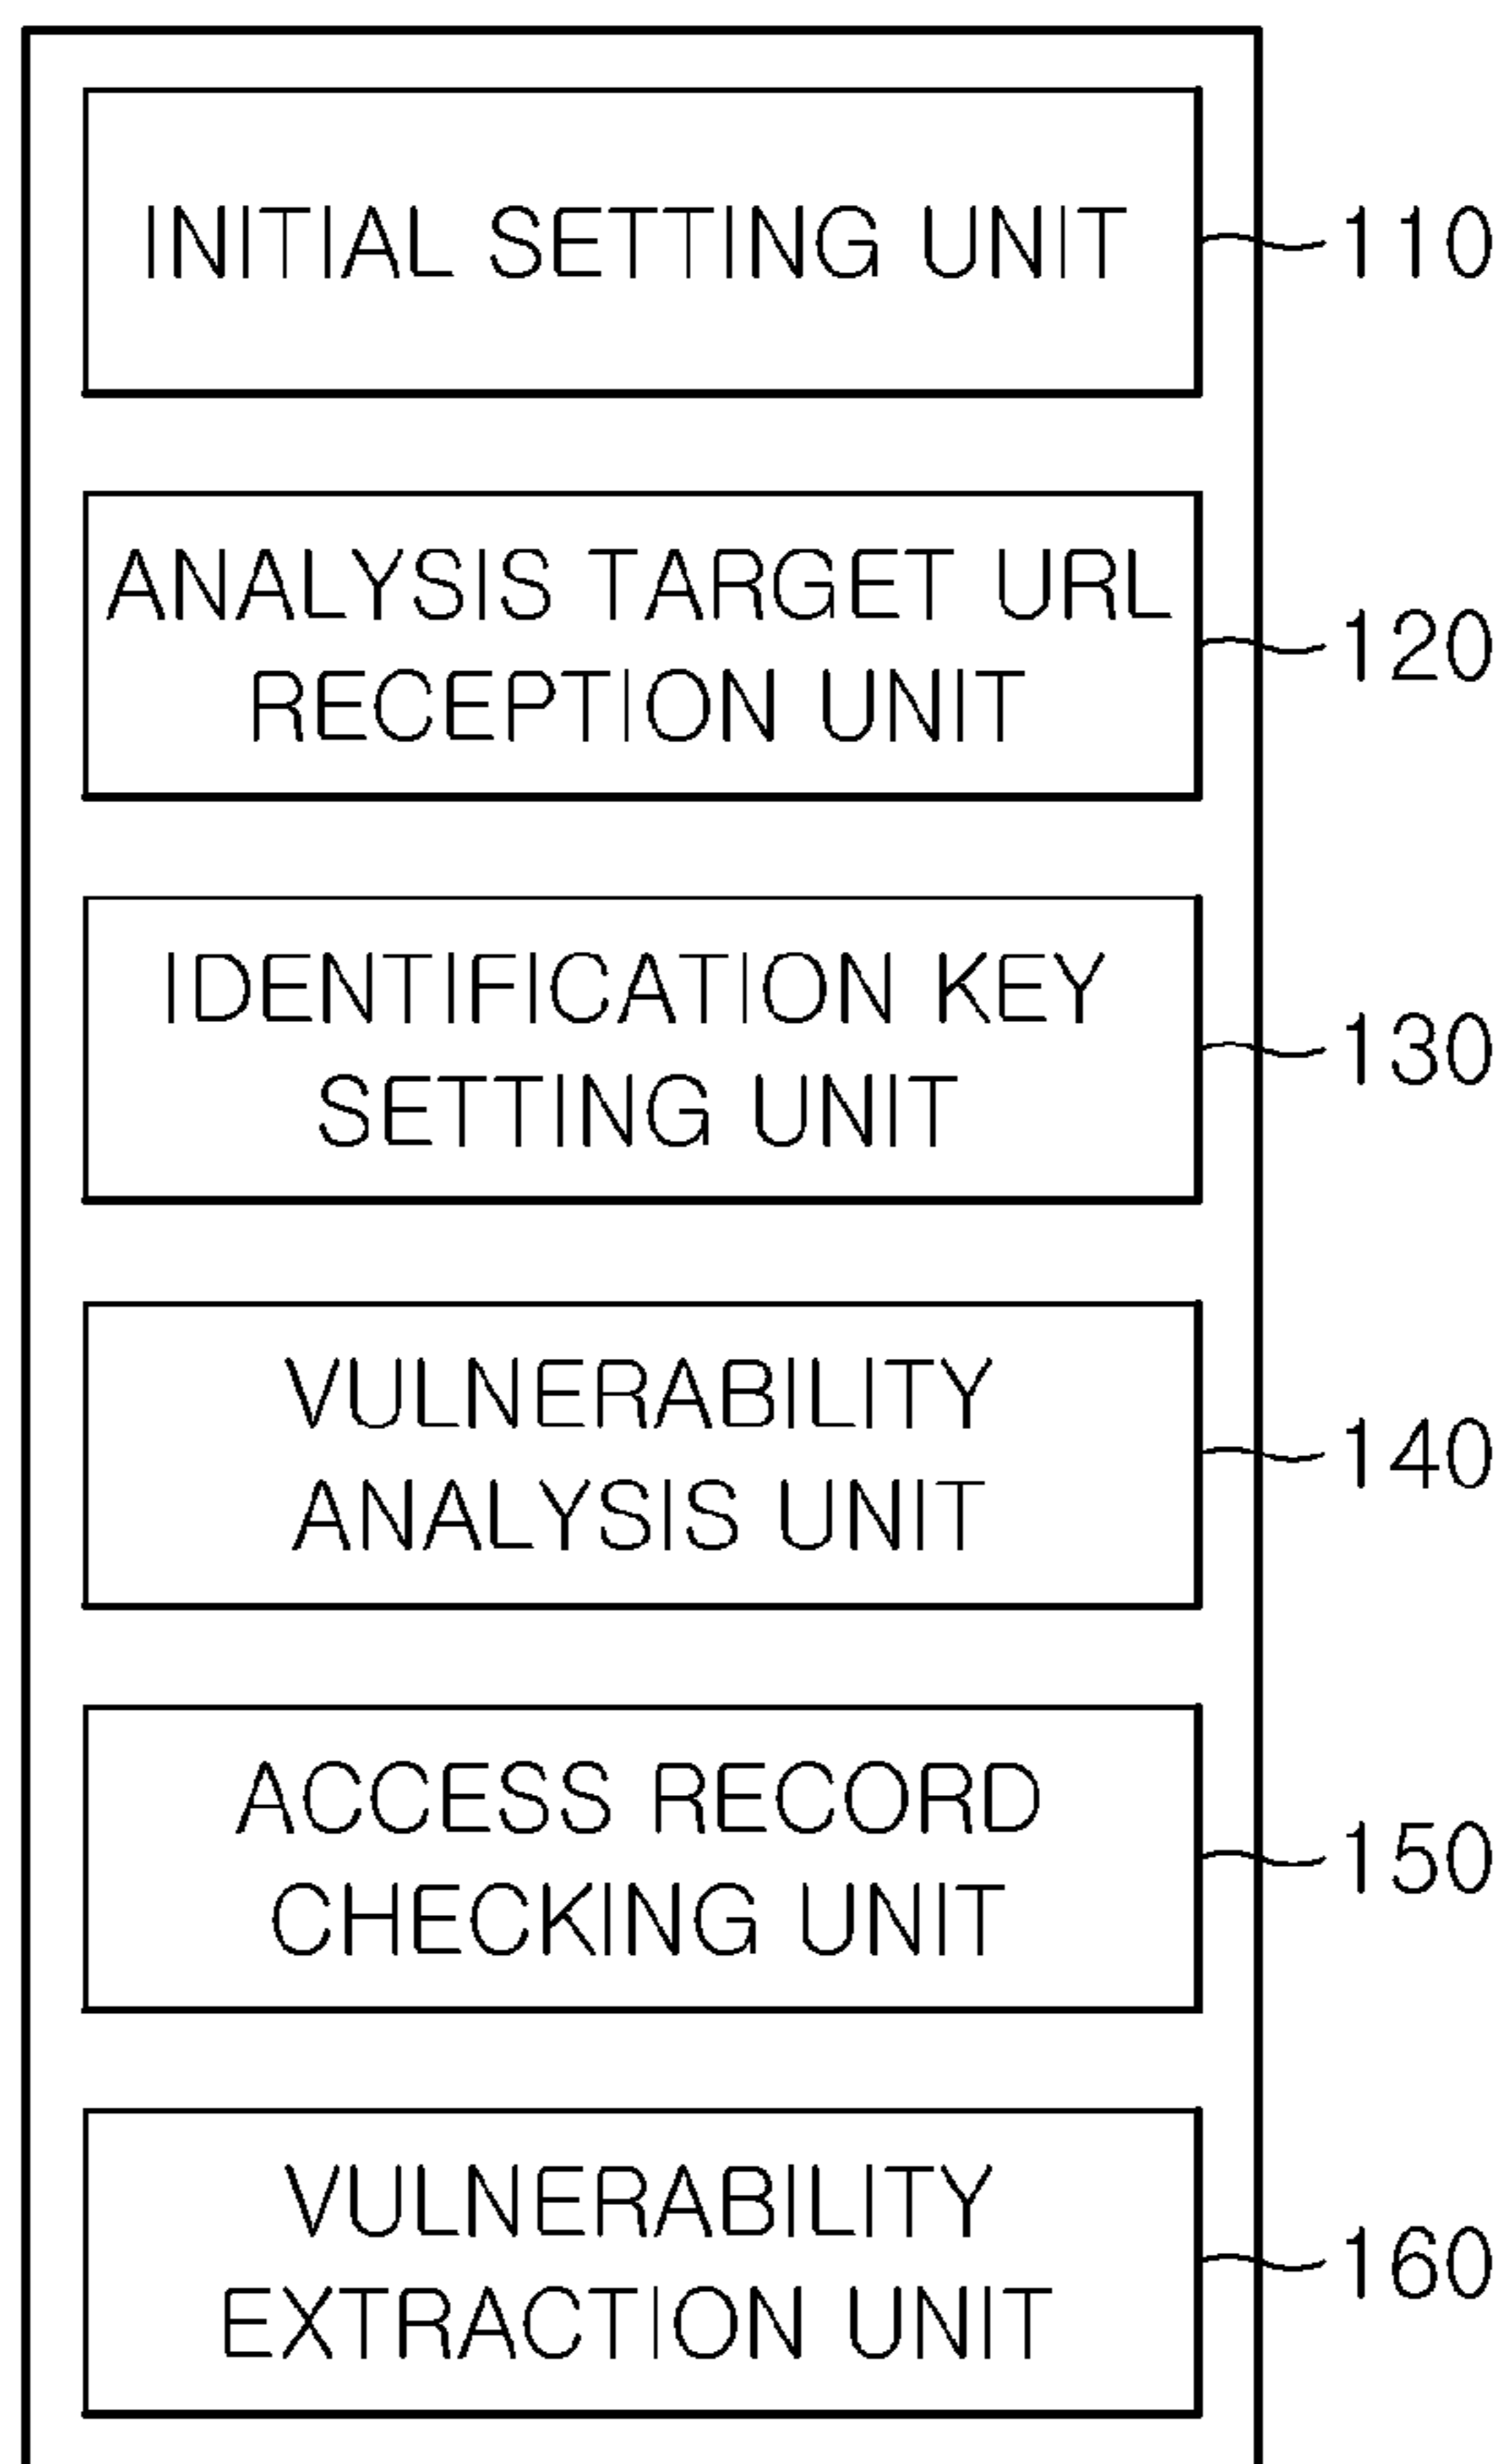 INITIAL SETTING UNIT
110
ANALYSIS TARGET URL
RECEPTION UNIT
120
IDENTIFICATION KEY
SETTING UNIT
130
VULNERABILITY
ANALYSIS UNIT
140
ACCESS RECORD
CHECKING UNIT
150
VULNERABILITY
EXTRACTION UNIT
160